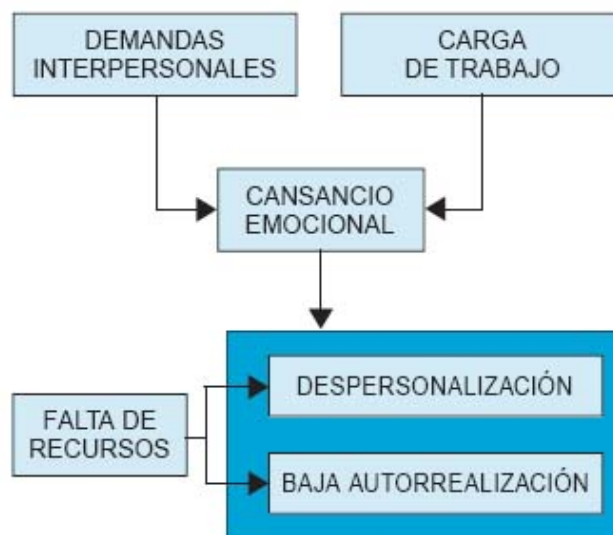 DEMANDAS
INTERPERSONALES
CARGA
DE TRABAJO
CANSANCIO
EMOCIONAL
DESPERSONALIZACIÓN
FALTA DE
RECURSOS
BAJA AUTORREALIZACIÓN